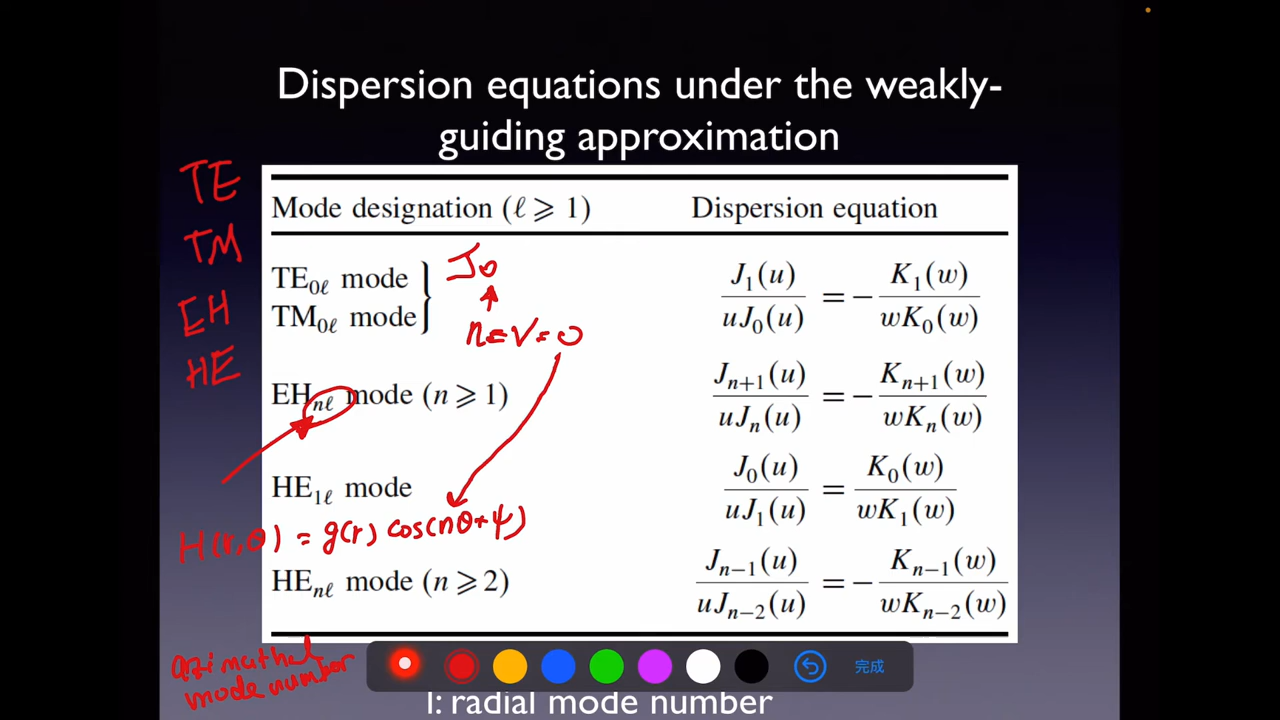 Dispersion equations under the weakly-
guiding approximation
TE
TM
EH
HE
Mode designation (ℓ ⩾ 1) Dispersion equation
TE₀ℓ mode
TM₀ℓ mode
J₀
n=ν=0
J₁(u)/uJ₀(u) = − K₁(w)/wK₀(w)
EHₙℓ mode (n ⩾ 1) Jₙ₊₁(u)/uJₙ(u) = − Kₙ₊₁(w)/wKₙ(w)
HE₁ℓ mode J₀(u)/uJ₁(u) = K₀(w)/wK₁(w)
H(r,θ) = g(r) cos(nθ+ψ)
HEₙℓ mode (n ⩾ 2) Jₙ₋₁(u)/uJₙ₋₂(u) = − Kₙ₋₁(w)/wKₙ₋₂(w)
azimuthal
mode number
完成
l: radial mode number